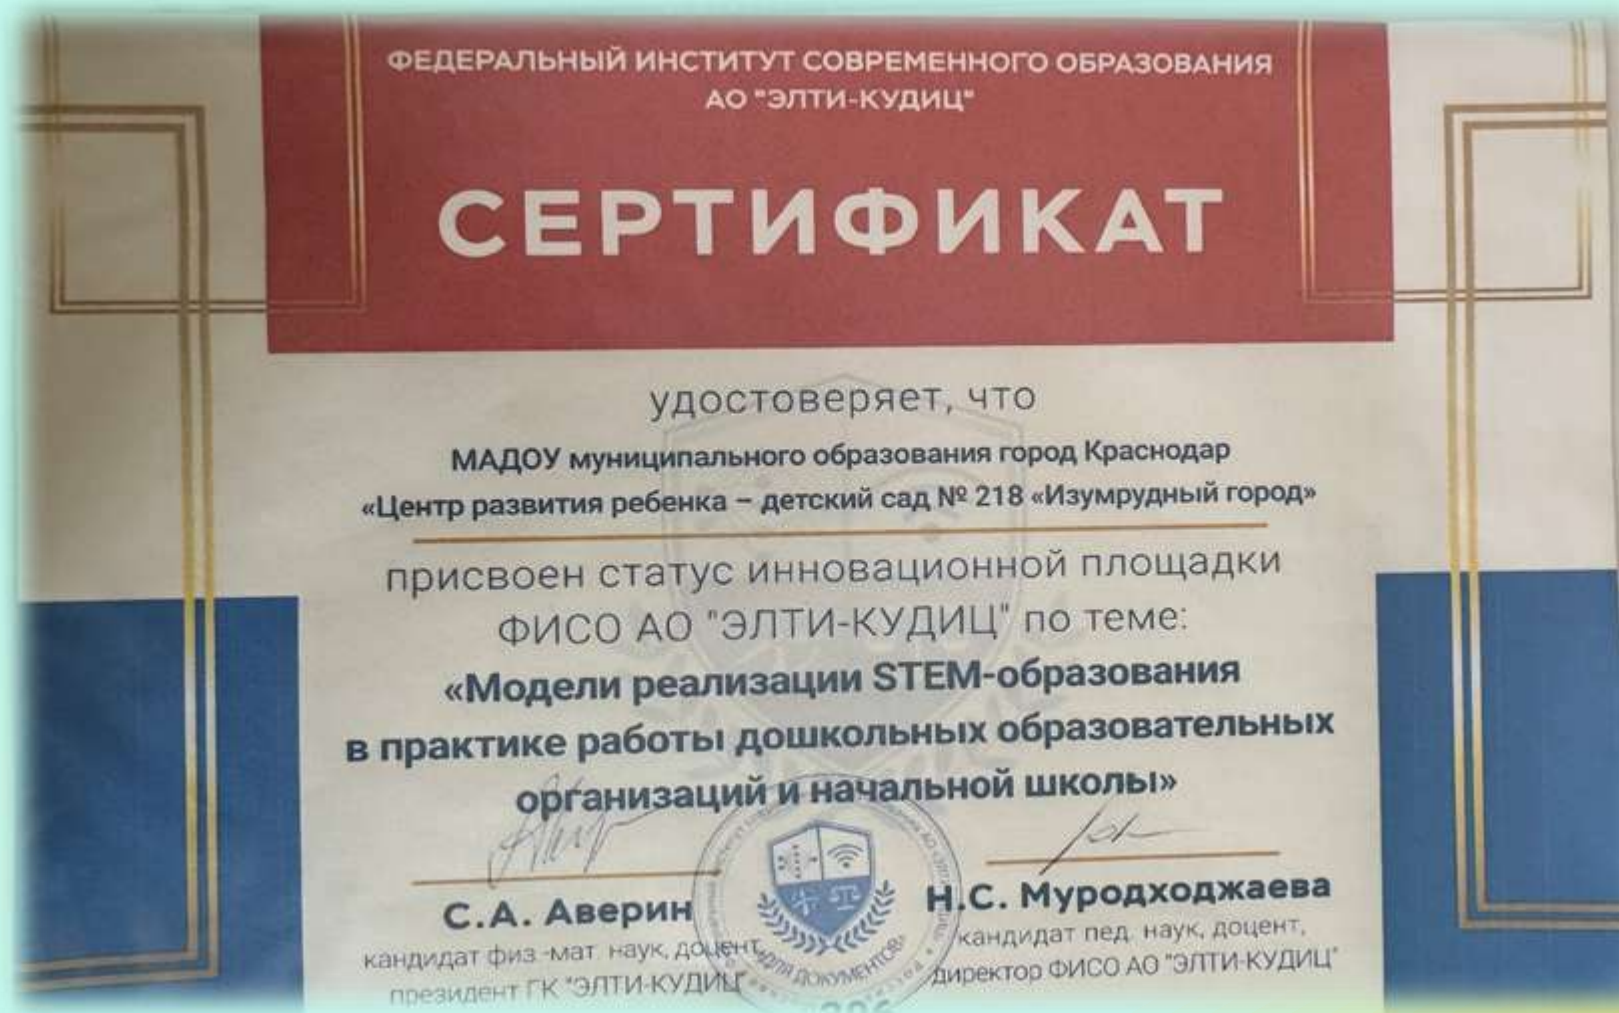 ФЕДЕРАЛЬНЫЙ ИНСТИТУТ СОВРЕМЕННОГО ОБРАЗОВАНИЯ
АО "ЭЛТИ-КУДИЦ"
СЕРТИФИКАТ
удостоверяет, что
МАДОУ муниципального образования город Краснодар
«Центр развития ребенка – детский сад № 218 «Изумрудный город»
присвоен статус инновационной площадки
ФИСО АО "ЭЛТИ-КУДИЦ" по теме:
«Модели реализации STEM-образования
в практике работы дошкольных образовательных
организаций и начальной школы»
С.А. Аверин
кандидат физ-мат наук, доцент,
президент ГК "ЭЛТИ-КУДИЦ"
«ДЛЯ ДОКУМЕНТОВ»
Н.С. Муродходжаева
кандидат пед. наук, доцент,
директор ФИСО АО "ЭЛТИ-КУДИЦ"